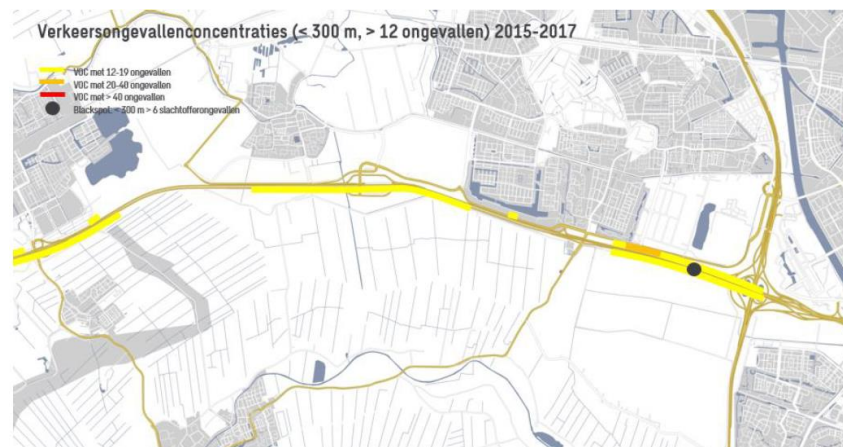 Verkeersongevallenconcentraties (< 300 m, > 12 ongevallen) 2015-2017
VOC met 12-19 ongevallen
VOC met 20-40 ongevallen
VOC met > 40 ongevallen
Blackspot. < 300 m > 6 slachtofferongevallen